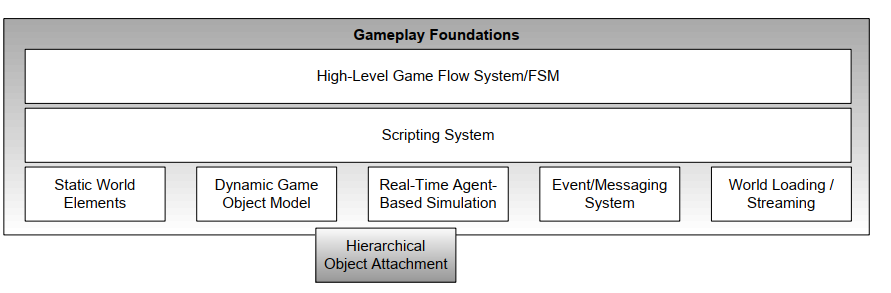 Gameplay Foundations
High-Level Game Flow System/FSM
Scripting System
Static World
Elements
Dynamic Game
Object Model
Real-Time Agent-
Based Simulation
Event/Messaging
System
World Loading /
Streaming
Hierarchical
Object Attachment